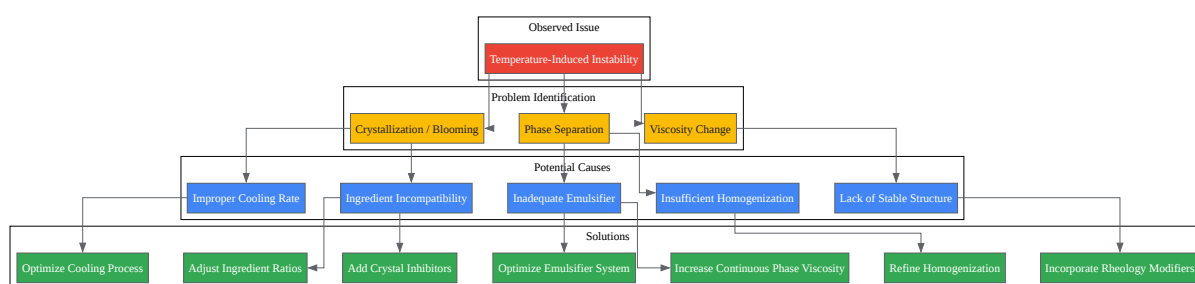 Observed Issue
Temperature-Induced Instability
Problem Identification
Crystallization / Blooming
Phase Separation
Viscosity Change
Potential Causes
Improper Cooling Rate
Ingredient Incompatibility
Inadequate Emulsifier
Insufficient Homogenization
Lack of Stable Structure
Solutions
Optimize Cooling Process
Adjust Ingredient Ratios
Add Crystal Inhibitors
Optimize Emulsifier System
Increase Continuous Phase Viscosity
Refine Homogenization
Incorporate Rheology Modifiers